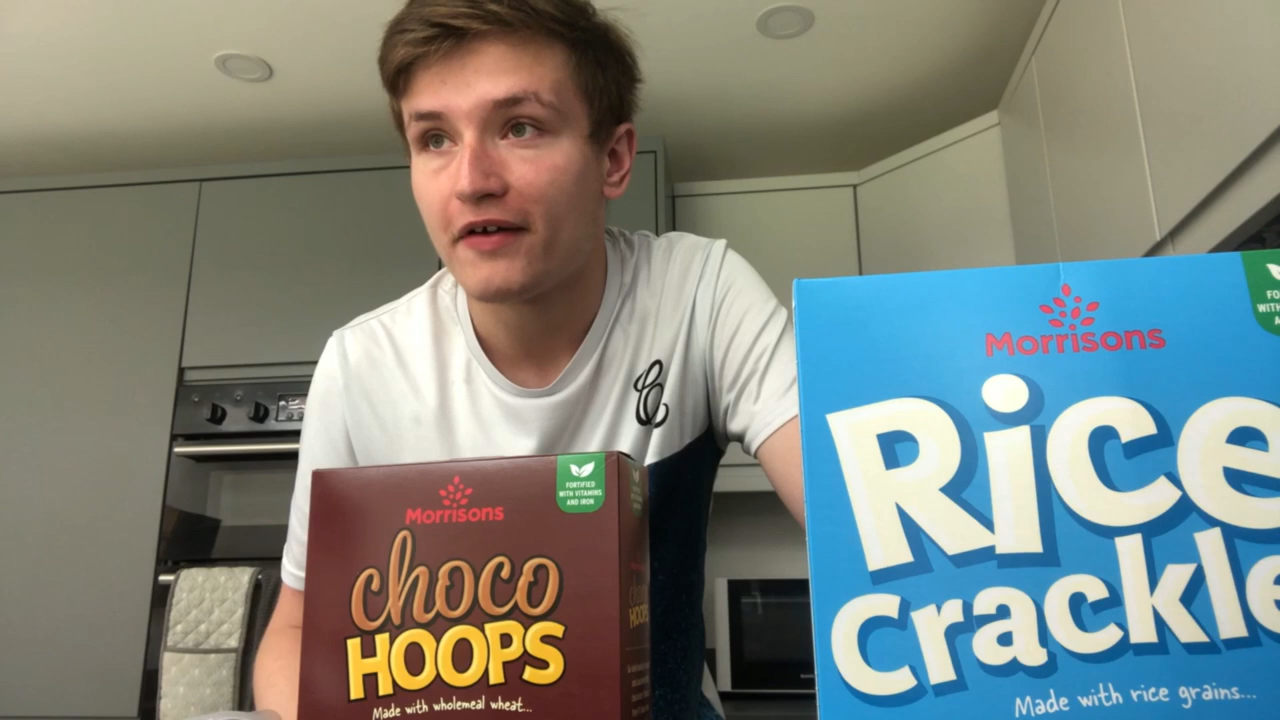 Morrisons
choco
HOOPS
Made with wholemeal wheat...
FORTIFIED
WITH VITAMINS
AND IRON
Morrisons
Rice
Crackle
Made with rice grains...